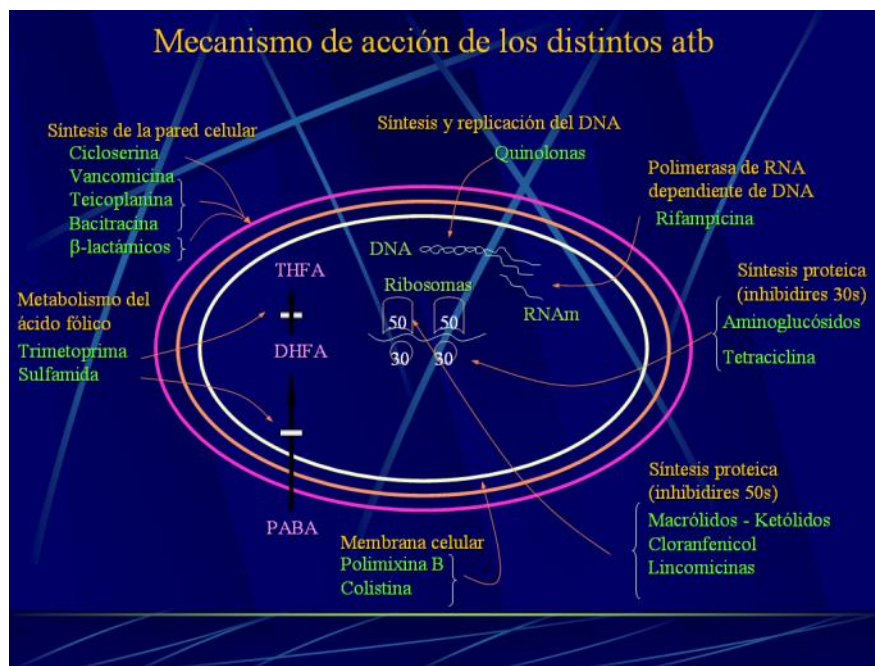 Mecanismo de acción de los distintos atb
Síntesis de la pared celular
Cicloserina
Vancomicina
Teicoplanina
Bacitracina
β-lactámicos
Síntesis y replicación del DNA
Quinolonas
Polimerasa de RNA
dependiente de DNA
Rifampicina
DNA
THFA
Ribosomas
RNAm
50
50
30
30
DHFA
PABA
Metabolismo del
ácido fólico
Trimetoprima
Sulfamida
Síntesis proteica
(inhibidires 30s)
Aminoglucósidos
Tetraciclina
Síntesis proteica
(inhibidires 50s)
Macrólidos - Ketólidos
Cloranfenicol
Lincomicinas
Membrana celular
Polimixina B
Colistina